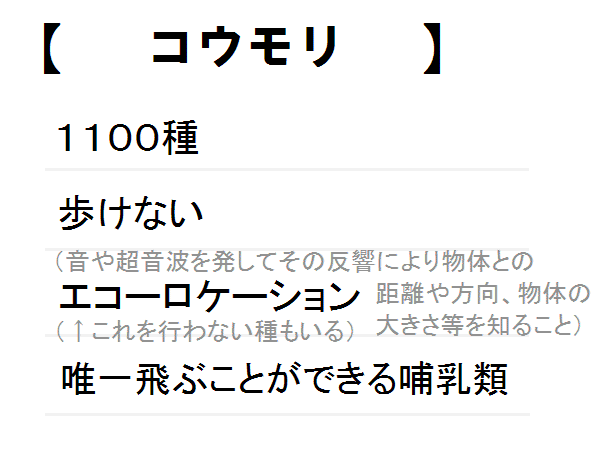 【 コウモリ 】
１１００種
歩けない
（音や超音波を発してその反響により物体との
エコーロケーション
距離や方向、物体の
大きさ等を知ること）
（↑これを行わない種もいる）
唯一飛ぶことができる哺乳類